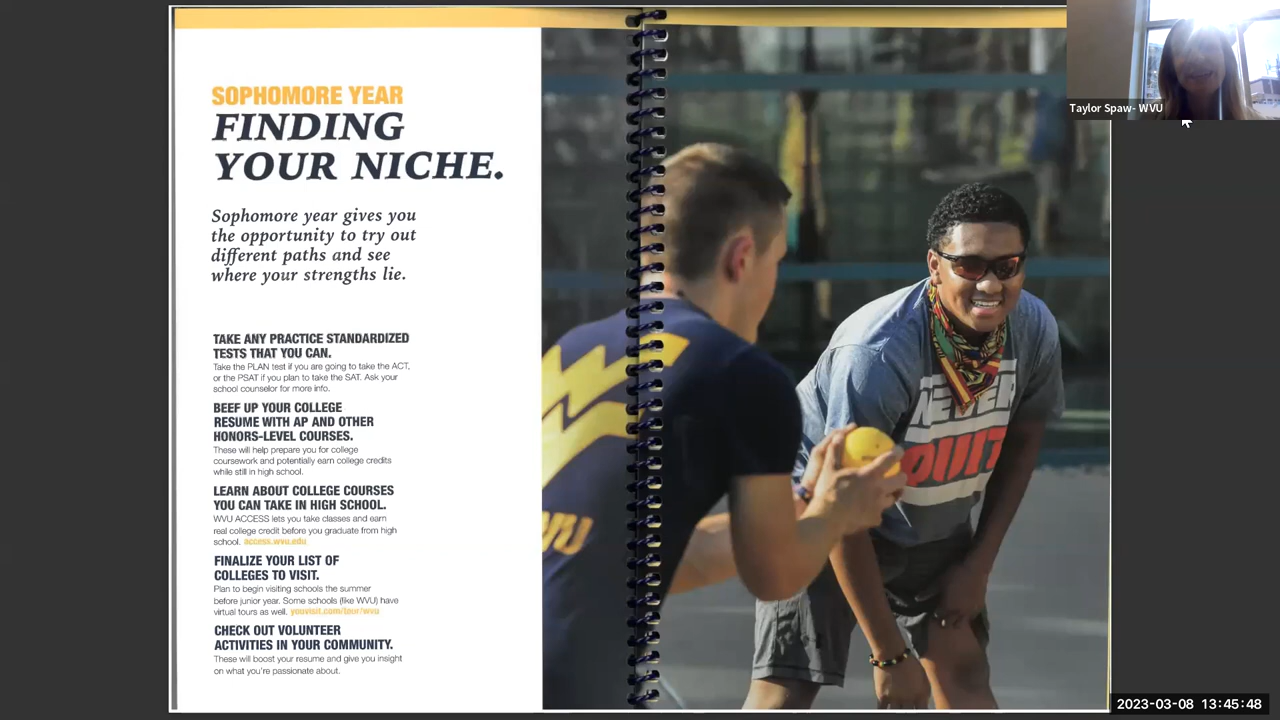 SOPHOMORE YEAR
FINDING
YOUR NICHE.
Sophomore year gives you
the opportunity to try out
different paths and see
where your strengths lie.
TAKE ANY PRACTICE STANDARDIZED
TESTS THAT YOU CAN.
Take the PLAN test if you are going to take the ACT,
or the PSAT if you plan to take the SAT. Ask your
school counselor for more info.
BEEF UP YOUR COLLEGE
RESUME WITH AP AND OTHER
HONORS-LEVEL COURSES.
These will help prepare you for college
coursework and potentially earn college credits
while still in high school.
LEARN ABOUT COLLEGE COURSES
YOU CAN TAKE IN HIGH SCHOOL.
WVU ACCESS lets you take classes and earn
real college credit before you graduate from high
school. access.wvu.edu
FINALIZE YOUR LIST OF
COLLEGES TO VISIT.
Plan to begin visiting schools the summer
before junior year. Some schools (like WVU) have
virtual tours as well. youvisit.com/tour/wvu
CHECK OUT VOLUNTEER
ACTIVITIES IN YOUR COMMUNITY.
These will boost your resume and give you insight
on what you're passionate about.
NEVER
QUIT
Taylor Spaw- WVU
2023-03-08 13:45:48